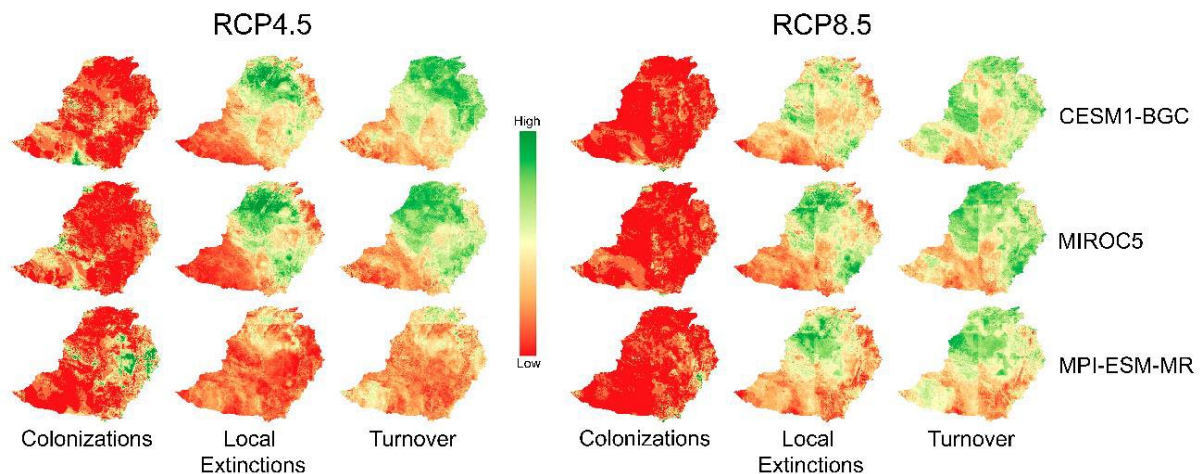 RCP4.5
RCP8.5
High
Low
CESM1-BGC
MIROC5
MPI-ESM-MR
Colonizations
Local
Extinctions
Turnover
Colonizations
Local
Extinctions
Turnover